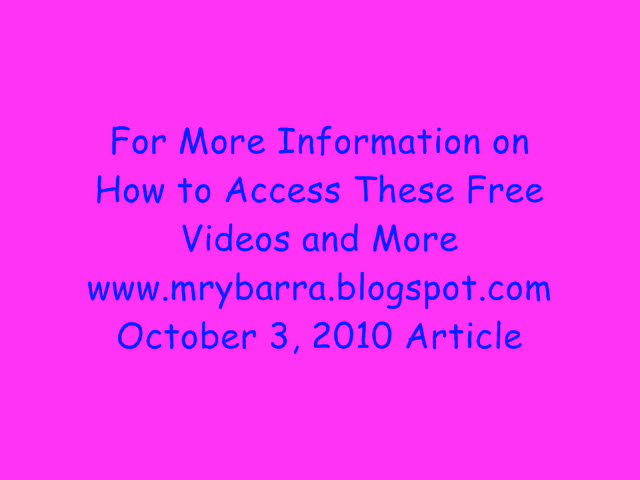 For More Information on
How to Access These Free
Videos and More
www.mrybarra.blogspot.com
October 3, 2010 Article